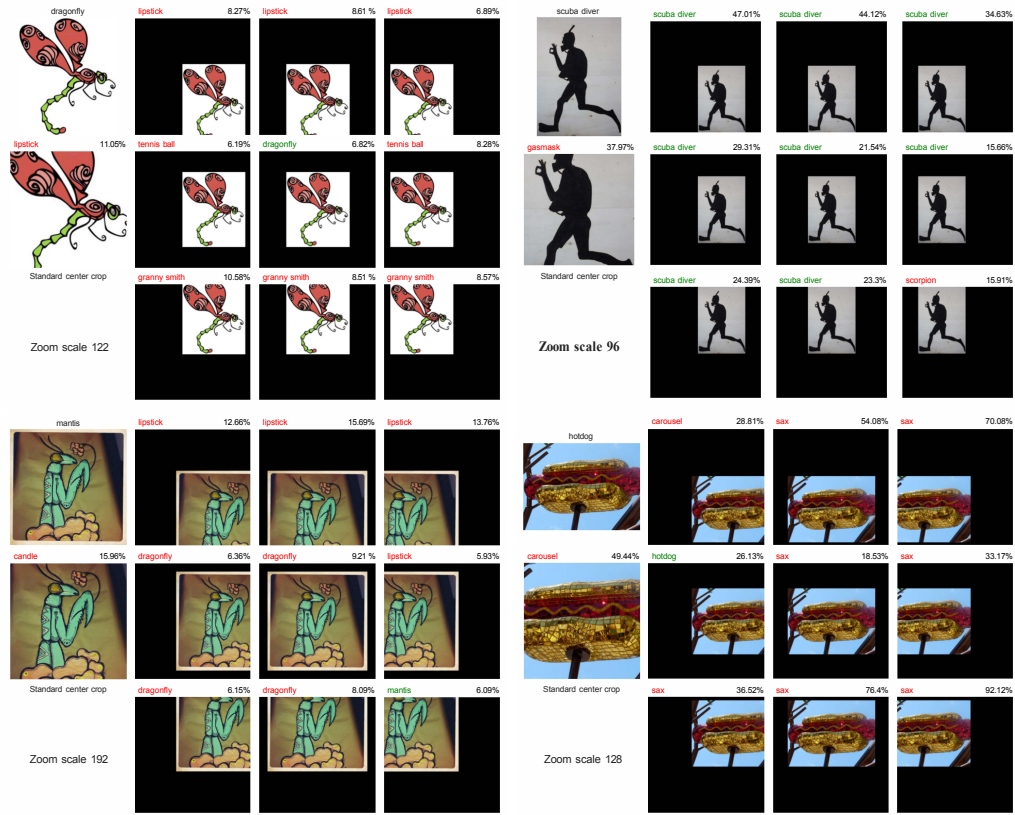 dragonfly
lipstick 8.27%
lipstick 8.61 %
lipstick 6.89%
lipstick 11.05%
tennis ball 6.19%
dragonfly 6.82%
tennis ball 8.28%
Standard center crop
granny smith 10.58%
granny smith 8.51 %
granny smith 8.57%
Zoom scale 122
scuba diver
scuba diver 47.01%
scuba diver 44.12%
scuba diver 34.63%
gasmask 37.97%
scuba diver 29.31%
scuba diver 21.54%
scuba diver 15.66%
Standard center crop
scuba diver 24.39%
scuba diver 23.3%
scorpion 15.91%
Zoom scale 96
mantis
lipstick 12.66%
lipstick 15.69%
lipstick 13.76%
candle 15.96%
dragonfly 6.36%
dragonfly 9.21 %
lipstick 5.93%
Standard center crop
dragonfly 6.15%
dragonfly 8.09%
mantis 6.09%
Zoom scale 192
hotdog
carousel 28.81%
sax 54.08%
sax 70.08%
carousel 49.44%
hotdog 26.13%
sax 18.53%
sax 33.17%
Standard center crop
sax 36.52%
sax 76.4%
sax 92.12%
Zoom scale 128